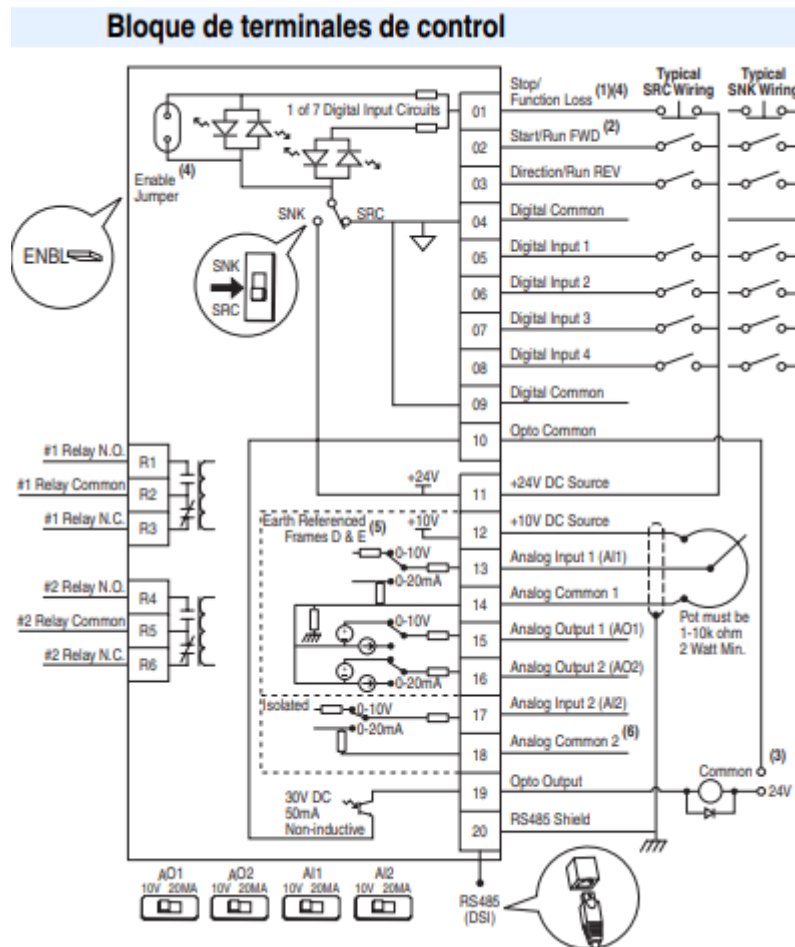 Bloque de terminales de control
Typical
SRC Wiring
Typical
SNK Wiring
1 of 7 Digital Input Circuits
Enable (4)
Jumper
ENBL
SNK
SRC
SNK
SRC
01
Stop/
Function Loss (1)(4)
02
Start/Run FWD (2)
03
Direction/Run REV
04
Digital Common
05
Digital Input 1
06
Digital Input 2
07
Digital Input 3
08
Digital Input 4
09
Digital Common
10
Opto Common
#1 Relay N.O.
R1
#1 Relay Common
R2
#1 Relay N.C.
R3
#2 Relay N.O.
R4
#2 Relay Common
R5
#2 Relay N.C.
R6
+24V
11
+24V DC Source
Earth Referenced (5)
Frames D & E
+10V
12
+10V DC Source
0-10V
13
Analog Input 1 (AI1)
0-20mA
14
Analog Common 1
Pot must be
1-10k ohm
2 Watt Min.
0-10V
15
Analog Output 1 (AO1)
16
Analog Output 2 (AO2)
0-20mA
Isolated
0-10V
17
Analog Input 2 (AI2)
0-20mA
18
Analog Common 2 (6)
Common
(3)
24V
19
Opto Output
30V DC
50mA
Non-inductive
20
RS485 Shield
RS485
(DSI)
AO1
10V 20MA
AO2
10V 20MA
AI1
10V 20MA
AI2
10V 20MA